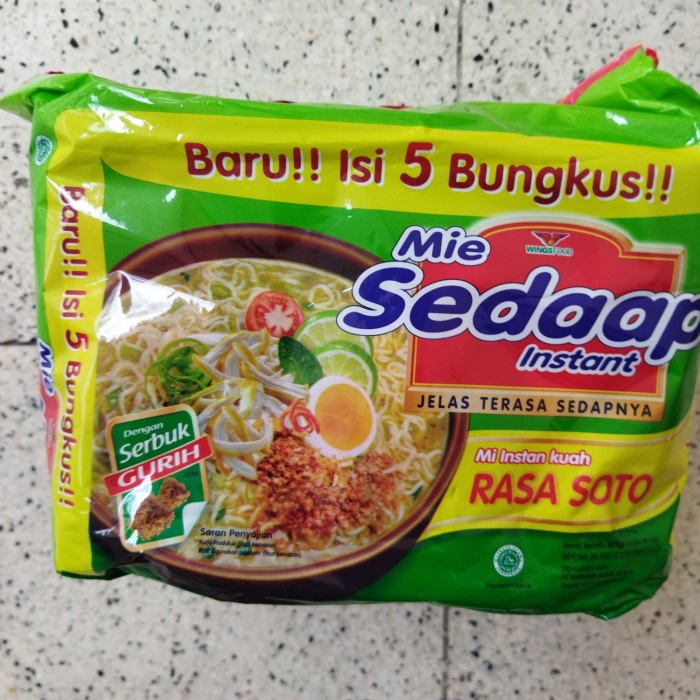 Baru!! Isi 5 Bungkus!!
Baru!! Isi 5 Bungkus!!
WINGSFOOD
Mie
Sedaap
Instant
JELAS TERASA SEDAPNYA
Mi Instan kuah
RASA SOTO
Dengan
Serbuk
GURIH
Saran Penyajian
Mie